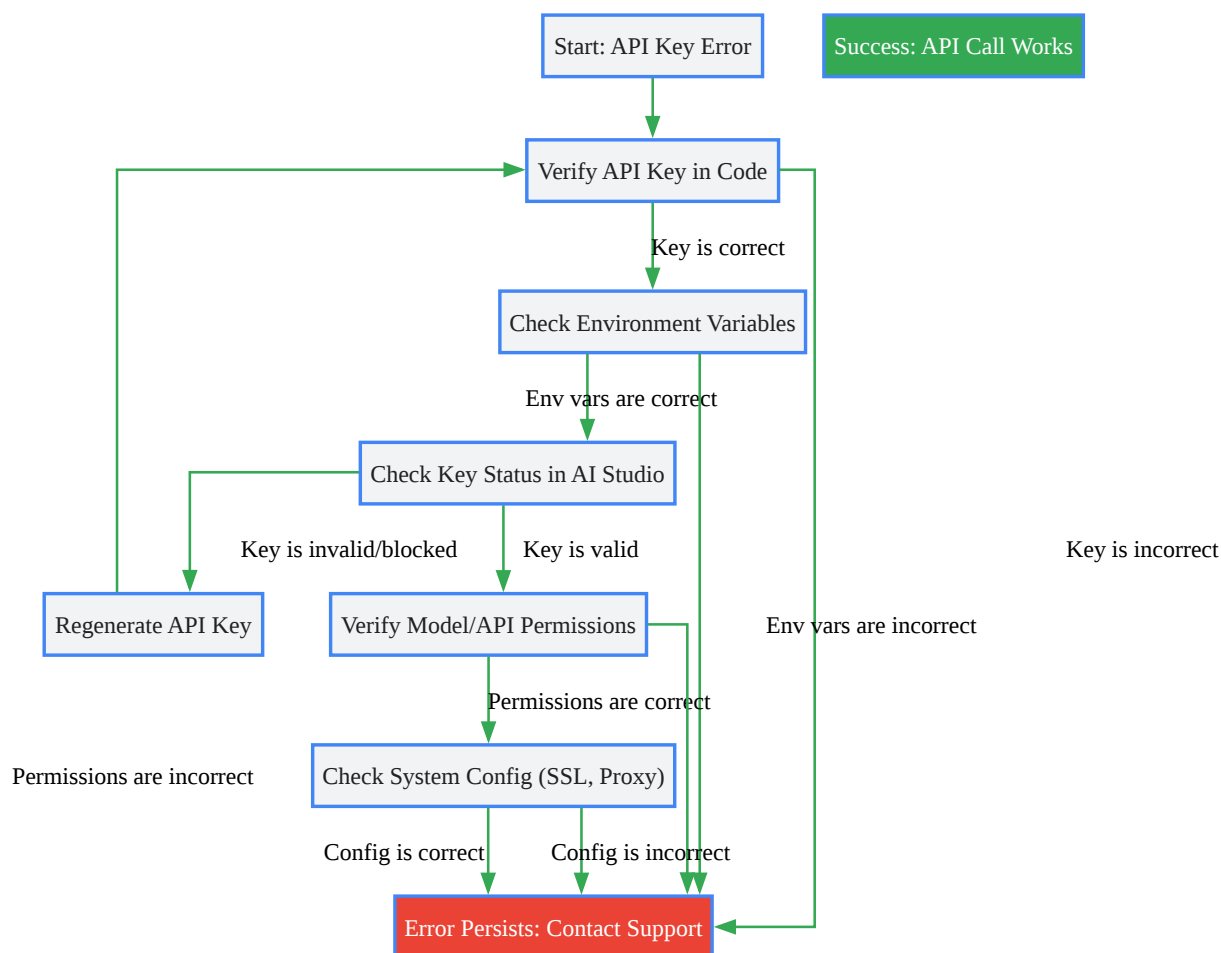 Start: API Key Error
Success: API Call Works
Verify API Key in Code
Key is correct
Check Environment Variables
Env vars are correct
Check Key Status in AI Studio
Key is invalid/blocked
Key is valid
Key is incorrect
Regenerate API Key
Verify Model/API Permissions
Env vars are incorrect
Permissions are correct
Permissions are incorrect
Check System Config (SSL, Proxy)
Config is correct
Config is incorrect
Error Persists: Contact Support